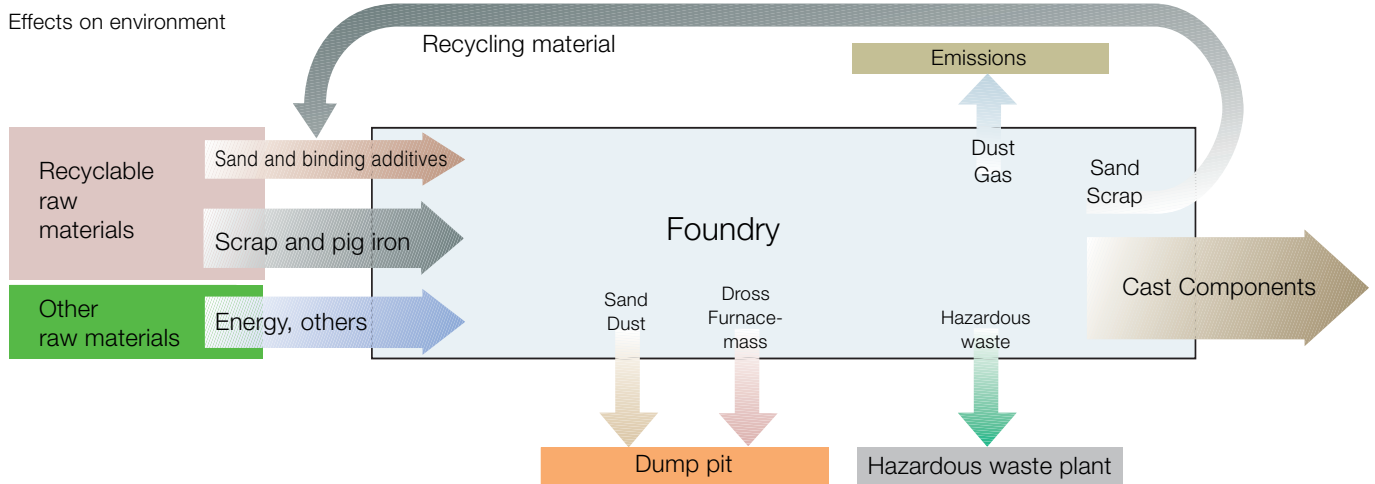 Effects on environment
Recycling material
Emissions
Recyclable
raw
materials
Sand and binding additives
Scrap and pig iron
Other
raw materials
Energy, others
Foundry
Dust
Gas
Sand
Scrap
Cast Components
Sand
Dust
Dross
Furnace-
mass
Hazardous
waste
Dump pit
Hazardous waste plant